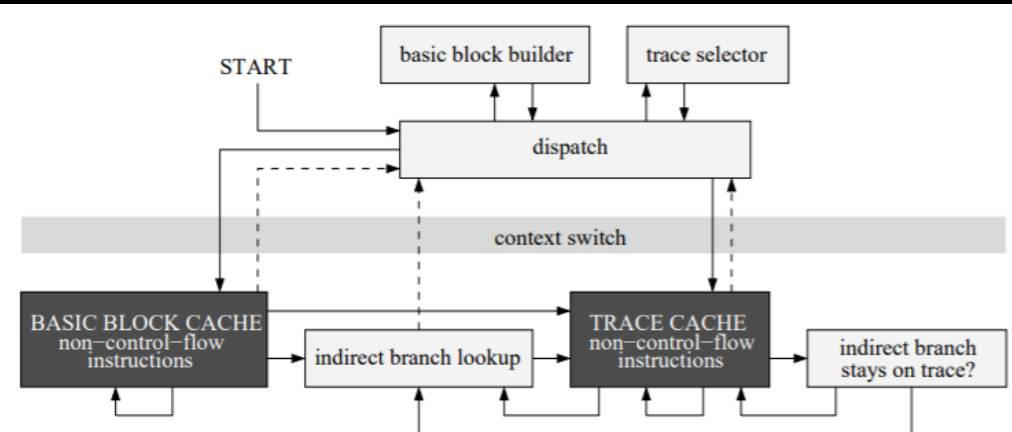 START
basic block builder
trace selector
dispatch
context switch
BASIC BLOCK CACHE
non−control−flow
instructions
indirect branch lookup
TRACE CACHE
non−control−flow
instructions
indirect branch
stays on trace?